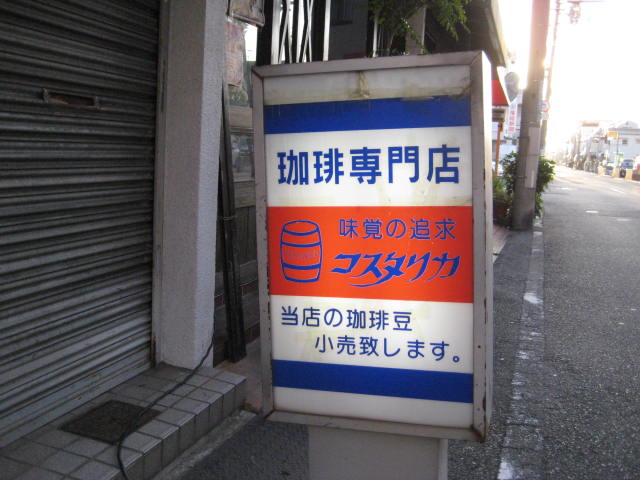 珈琲専門店
味覚の追求
コスタリカ
当店の珈琲豆
小売致します。